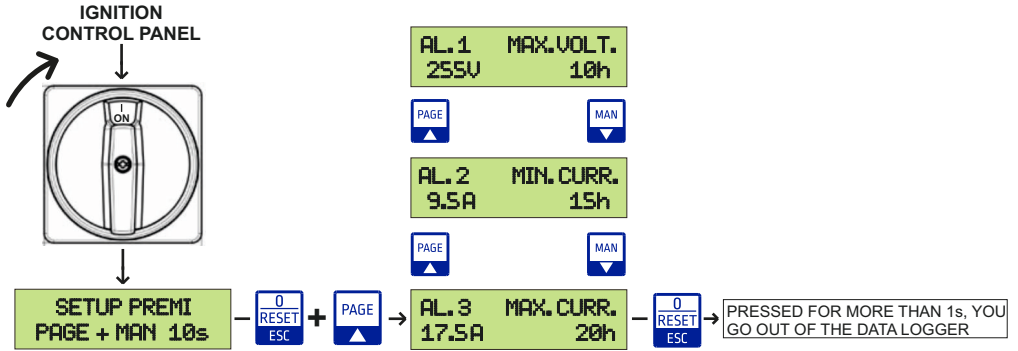 IGNITION
CONTROL PANEL
I
ON
SETUP PREMI
PAGE + MAN 10s
0
RESET
ESC
+
PAGE
AL.1 MAX.VOLT.
255V 10h
PAGE
MAN
AL.2 MIN.CURR.
9.5A 15h
PAGE
MAN
AL.3 MAX.CURR.
17.5A 20h
0
RESET
ESC
PRESSED FOR MORE THAN 1s, YOU
GO OUT OF THE DATA LOGGER